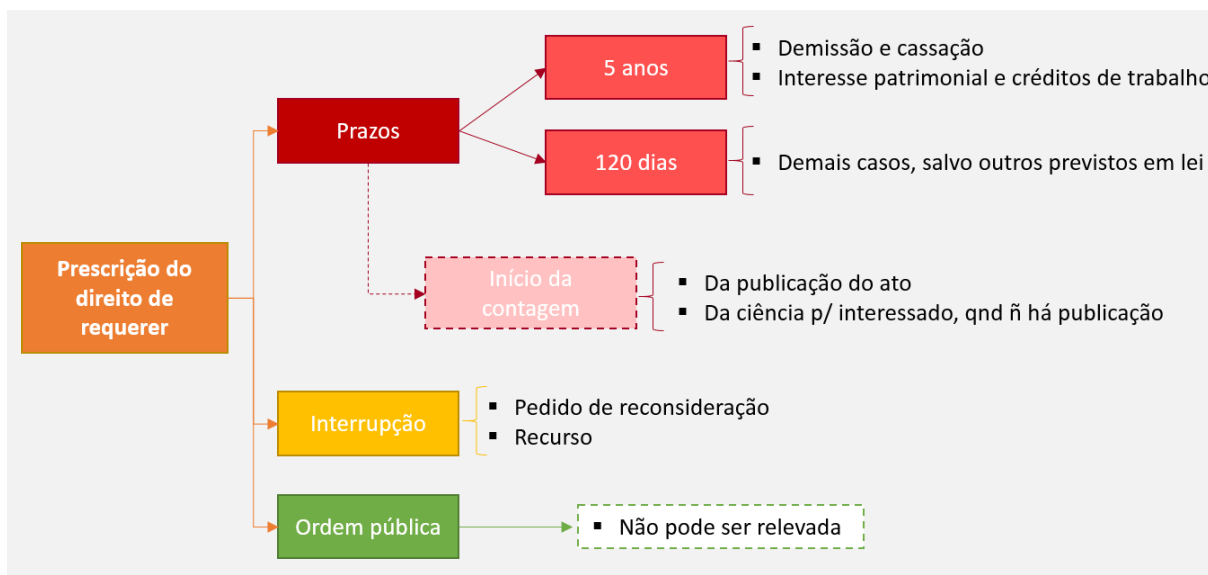 5 anos
▪ Demissão e cassação
▪ Interesse patrimonial e créditos de trabalho
Prazos
120 dias
▪ Demais casos, salvo outros previstos em lei
Prescrição do
direito de
requerer
Início da
contagem
▪ Da publicação do ato
▪ Da ciência p/ interessado, qnd ñ há publicação
Interrupção
▪ Pedido de reconsideração
▪ Recurso
Ordem pública
▪ Não pode ser relevada